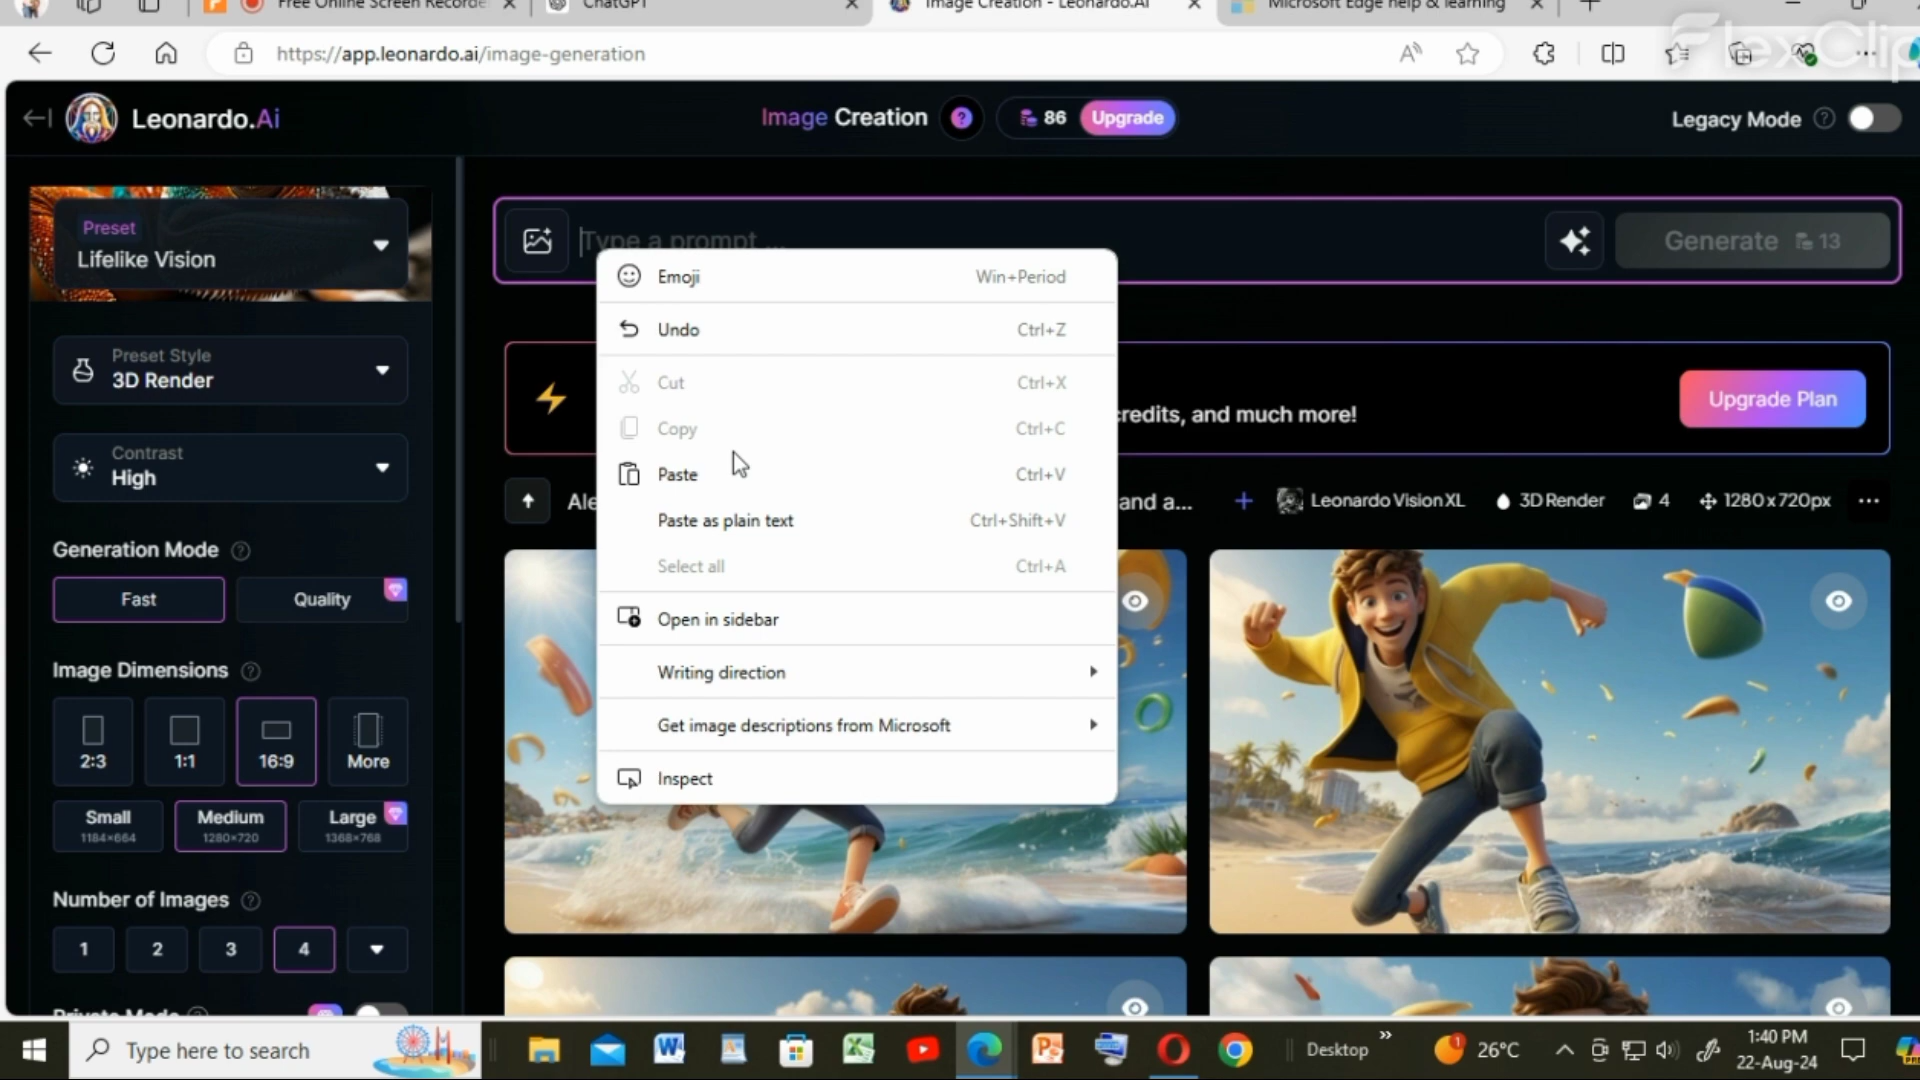 Free Online Screen Recorde
ChatGPT
Image Creation - Leonardo.Ai
Microsoft Edge help & learning
FlexClip
https://app.leonardo.ai/image-generation
Leonardo.Ai
Image Creation
?
86
Upgrade
Legacy Mode
Preset
Lifelike Vision
Type a prompt ...
Generate 13
Preset Style
3D Render
Contrast
High
Generation Mode
Fast
Quality
Image Dimensions
2:3
1:1
16:9
More
Small
1184×664
Medium
1280×720
Large
1368×768
Number of Images
1
2
3
4
Private Mode
Emoji Win+Period
Undo Ctrl+Z
Cut Ctrl+X
Copy Ctrl+C
Paste Ctrl+V
Paste as plain text Ctrl+Shift+V
Select all Ctrl+A
Open in sidebar
Writing direction
Get image descriptions from Microsoft
Inspect
credits, and much more!
Upgrade Plan
Ale
and a...
Leonardo Vision XL
3D Render
4
1280x720px
Type here to search
Desktop
1
26°C
1:40 PM
22-Aug-24